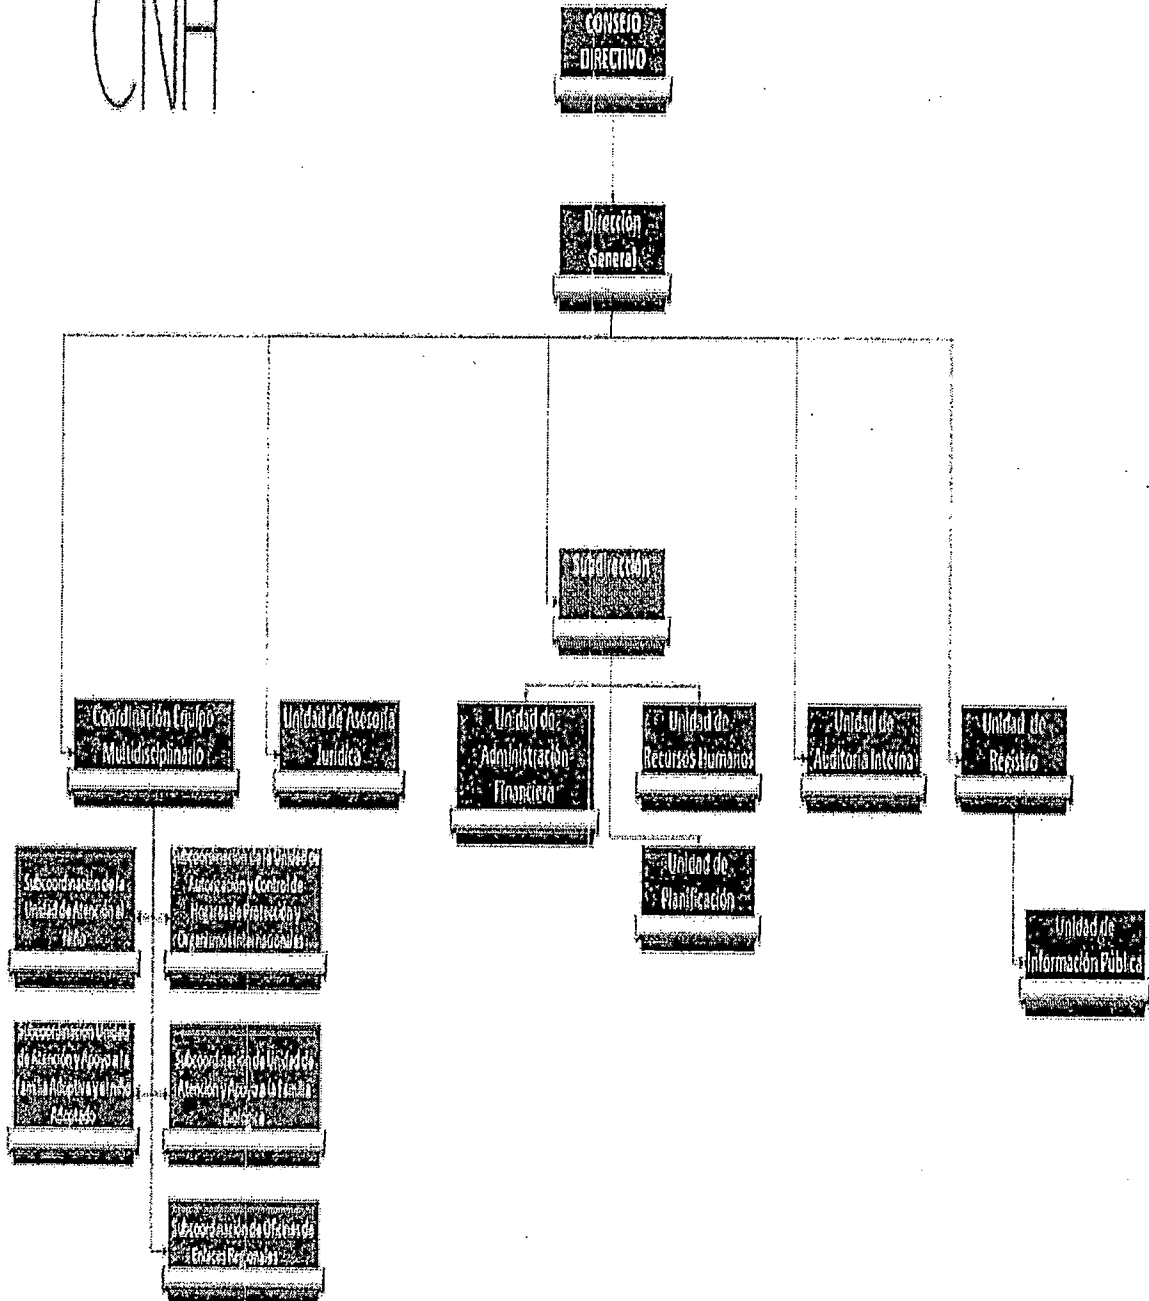 CNA
CONSEJO
DIRECTIVO
Dirección
General
Subdirección
Coordinación Equipo
Multidisciplinario
Unidad de Asesoría
Jurídica
Unidad de
Administración
Financiera
Unidad de
Recursos Humanos
Unidad de
Auditoría Interna
Unidad de
Registro
Unidad de
Planificación
Unidad de
Información Pública
Subcoordinación de la
Unidad de Atención al
Niño
Subcoordinación de la Unidad de
Autorización y Control de
Hogares de Protección y
Organismos Internacionales
Subcoordinación Unidad
de Atención y Apoyo a la
Familia Adoptiva y al Niño
Adoptado
Subcoordinación de Unidad de
Atención y Apoyo a la Familia
Biológica
Subcoordinación de Oficinas de
Enlaces Regionales